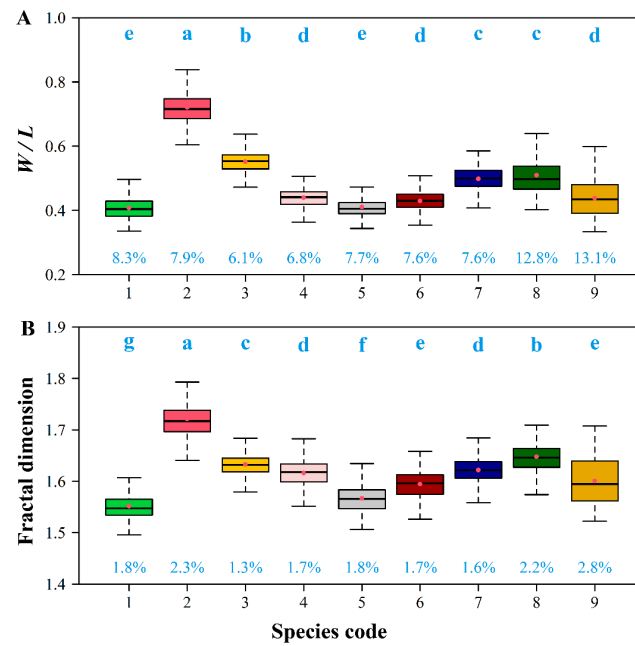 A
1.0
e a b d e d c c d
0.8
W / L
0.6
0.4
8.3% 7.9% 6.1% 6.8% 7.7% 7.6% 7.6% 12.8% 13.1%
0.2
1 2 3 4 5 6 7 8 9
B
1.9
g a c d f e d b e
1.8
Fractal dimension
1.7
1.6
1.5
1.8% 2.3% 1.3% 1.7% 1.8% 1.7% 1.6% 2.2% 2.8%
1.4
1 2 3 4 5 6 7 8 9
Species code